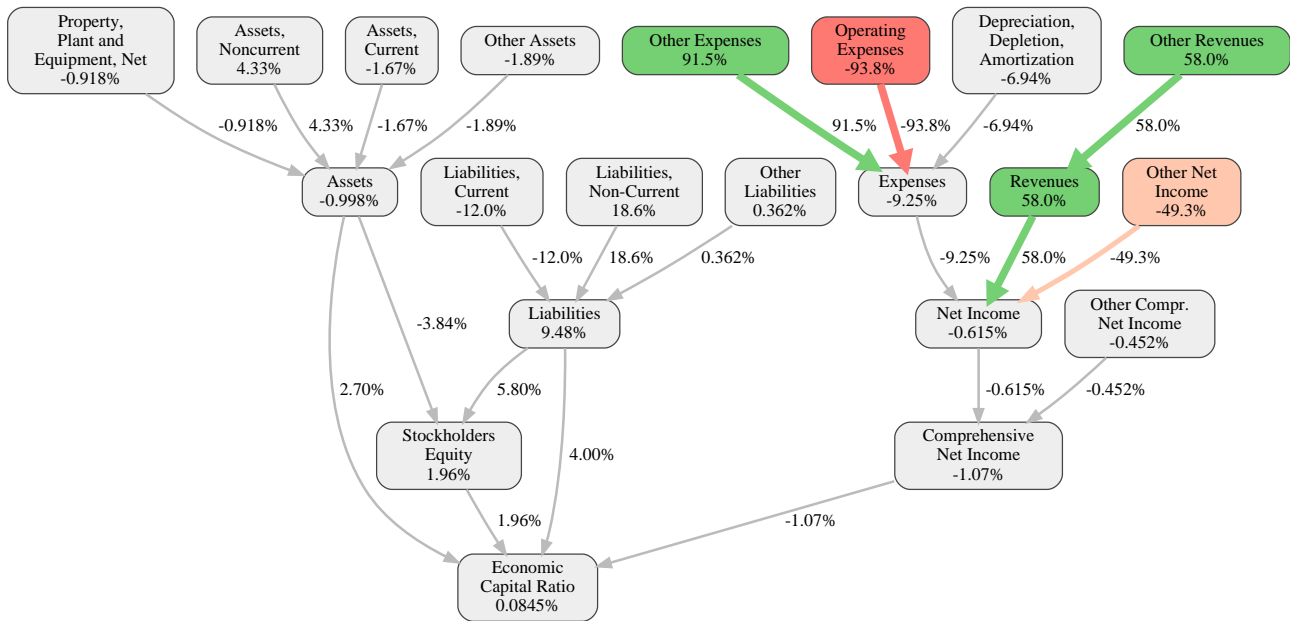 Property,
Plant and
Equipment, Net
-0.918%
Assets,
Noncurrent
4.33%
Assets,
Current
-1.67%
Other Assets
-1.89%
Other Expenses
91.5%
Operating
Expenses
-93.8%
Depreciation,
Depletion,
Amortization
-6.94%
Other Revenues
58.0%
-0.918%
4.33%
-1.67%
-1.89%
91.5%
-93.8%
-6.94%
58.0%
Assets
-0.998%
Liabilities,
Current
-12.0%
Liabilities,
Non-Current
18.6%
Other
Liabilities
0.362%
Expenses
-9.25%
Revenues
58.0%
Other Net
Income
-49.3%
-12.0%
18.6%
0.362%
-9.25%
58.0%
-49.3%
-3.84%
Liabilities
9.48%
Net Income
-0.615%
Other Compr.
Net Income
-0.452%
2.70%
5.80%
-0.615%
-0.452%
Stockholders
Equity
1.96%
4.00%
Comprehensive
Net Income
-1.07%
1.96%
-1.07%
Economic
Capital Ratio
0.0845%